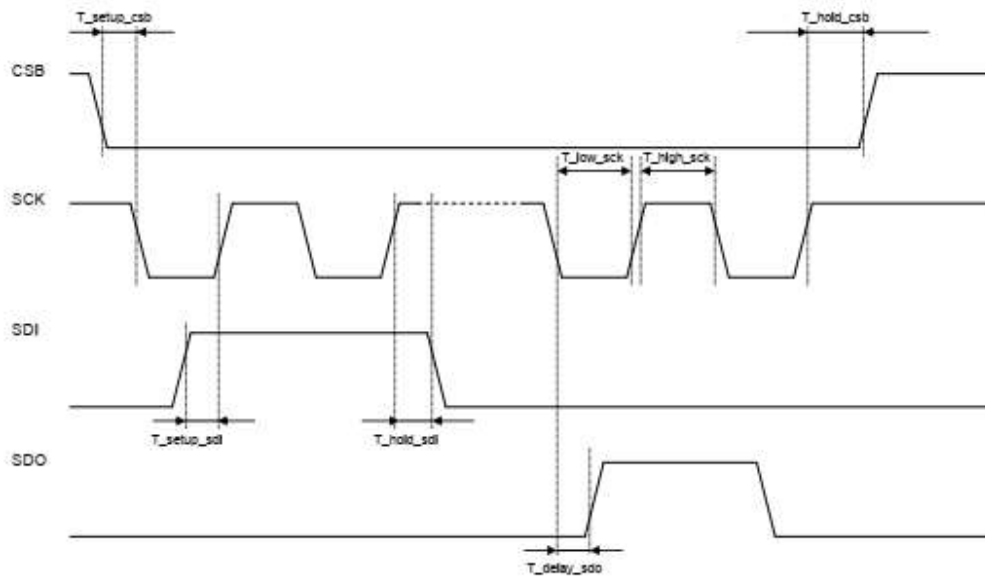 T_setup_csb
T_hold_csb
CSB
T_low_sck
T_high_sck
SCK
SDI
T_setup_sdi
T_hold_sdi
SDO
T_delay_sdo